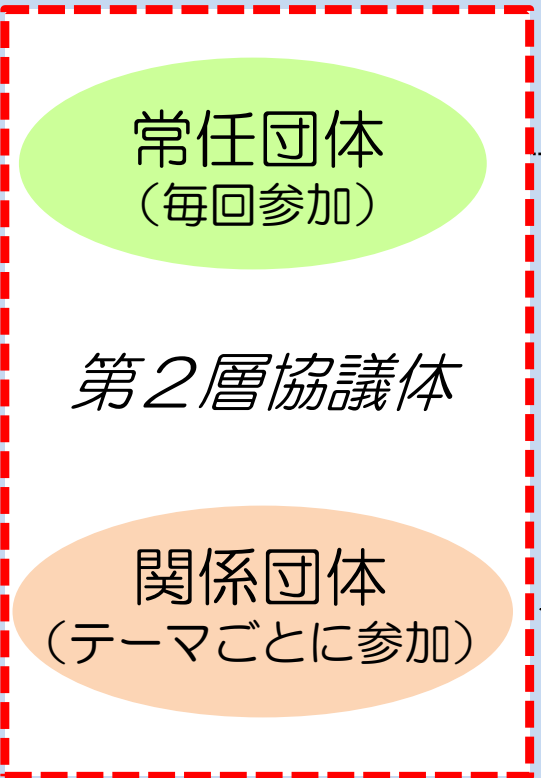 常任団体
（毎回参加）
第２層協議体
関係団体
（テーマごとに参加）